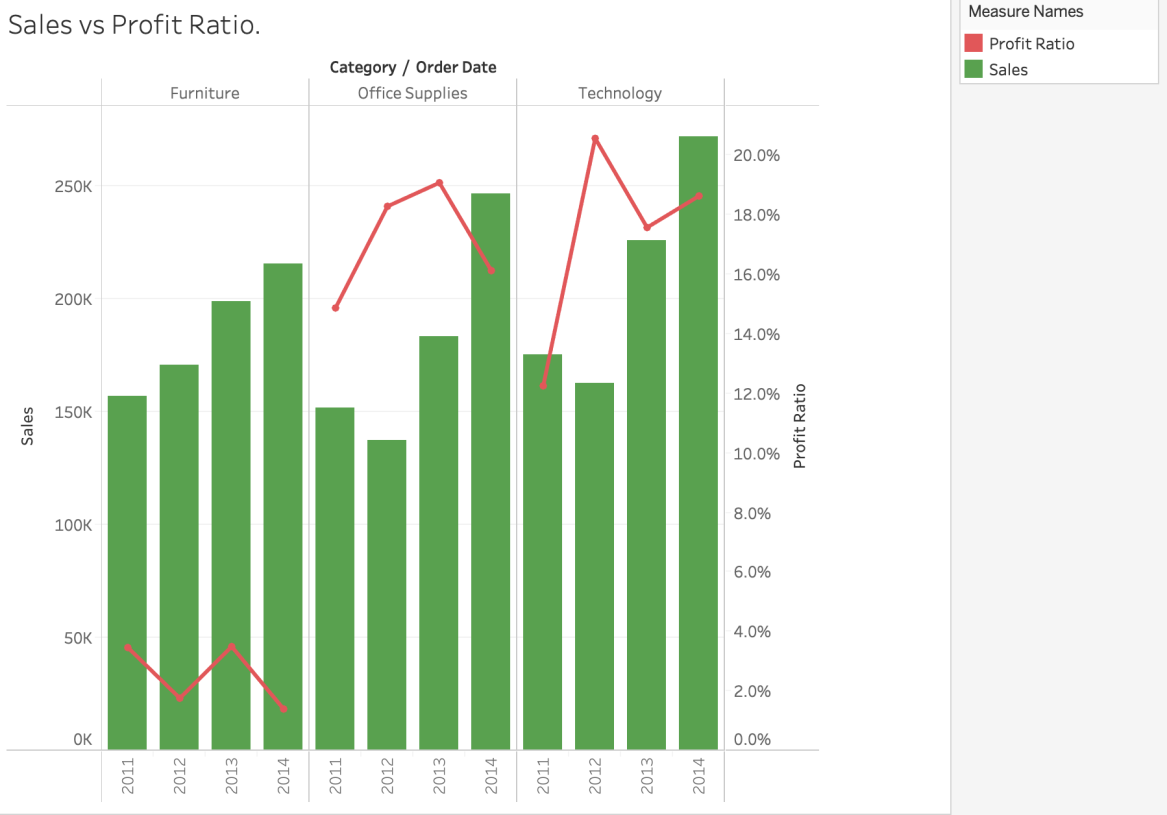 Sales vs Profit Ratio.
Measure Names
Profit Ratio
Sales
Category / Order Date
Furniture
Office Supplies
Technology
250K
200K
150K
100K
50K
0K
Sales
20.0%
18.0%
16.0%
14.0%
12.0%
10.0%
8.0%
6.0%
4.0%
2.0%
0.0%
Profit Ratio
2011
2012
2013
2014
2011
2012
2013
2014
2011
2012
2013
2014